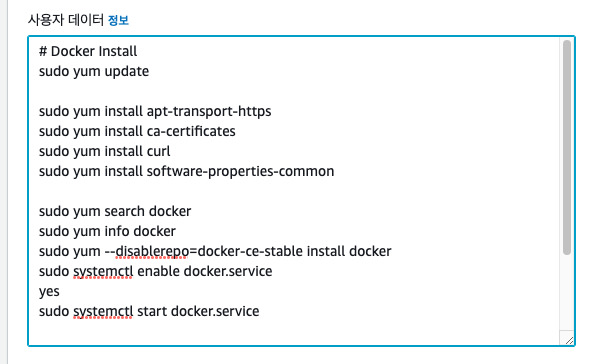 사용자 데이터 정보
# Docker Install
sudo yum update
sudo yum install apt-transport-https
sudo yum install ca-certificates
sudo yum install curl
sudo yum install software-properties-common
sudo yum search docker
sudo yum info docker
sudo yum --disablerepo=docker-ce-stable install docker
sudo systemctl enable docker.service
yes
sudo systemctl start docker.service